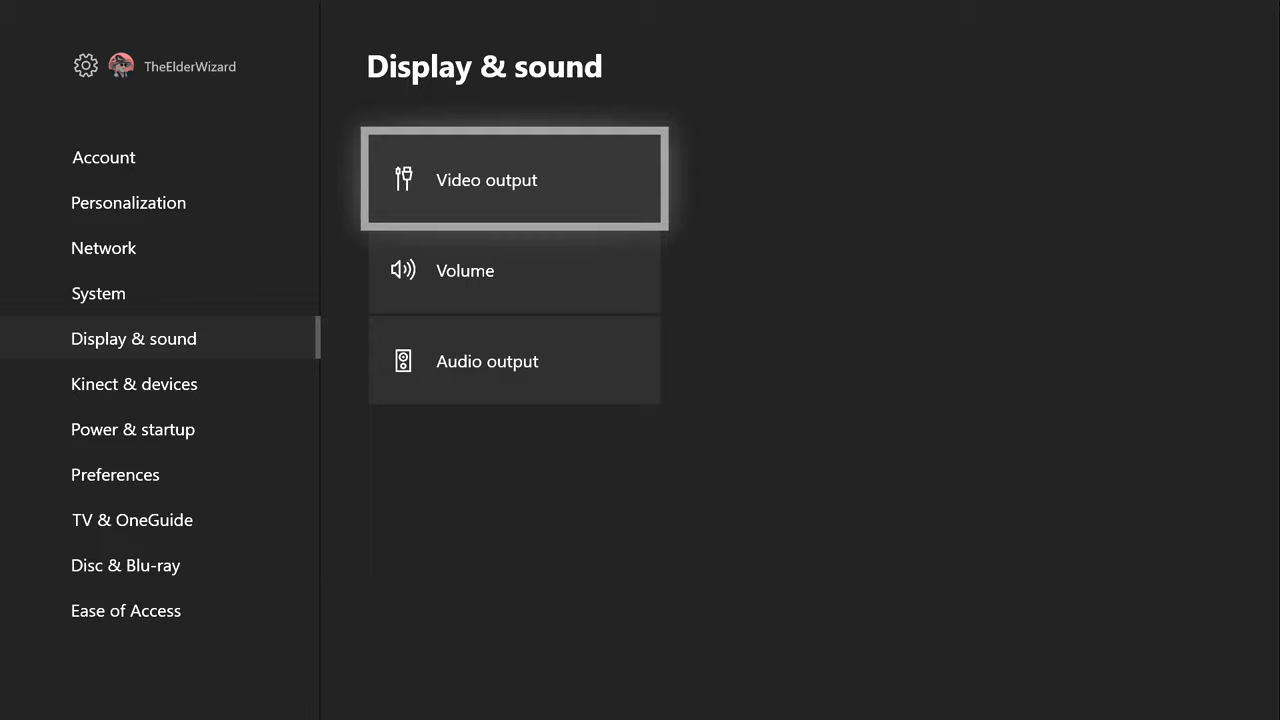 TheElderWizard
Account
Personalization
Network
System
Display & sound
Kinect & devices
Power & startup
Preferences
TV & OneGuide
Disc & Blu-ray
Ease of Access
Display & sound
Video output
Volume
Audio output